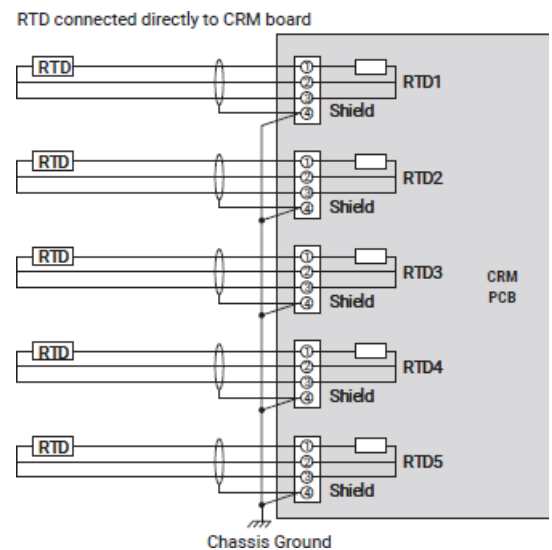 RTD connected directly to CRM board
RTD
1
2
3
4
RTD1
Shield
RTD
1
2
3
4
RTD2
Shield
RTD
1
2
3
4
RTD3
Shield
CRM
PCB
RTD
1
2
3
4
RTD4
Shield
RTD
1
2
3
4
RTD5
Shield
Chassis Ground